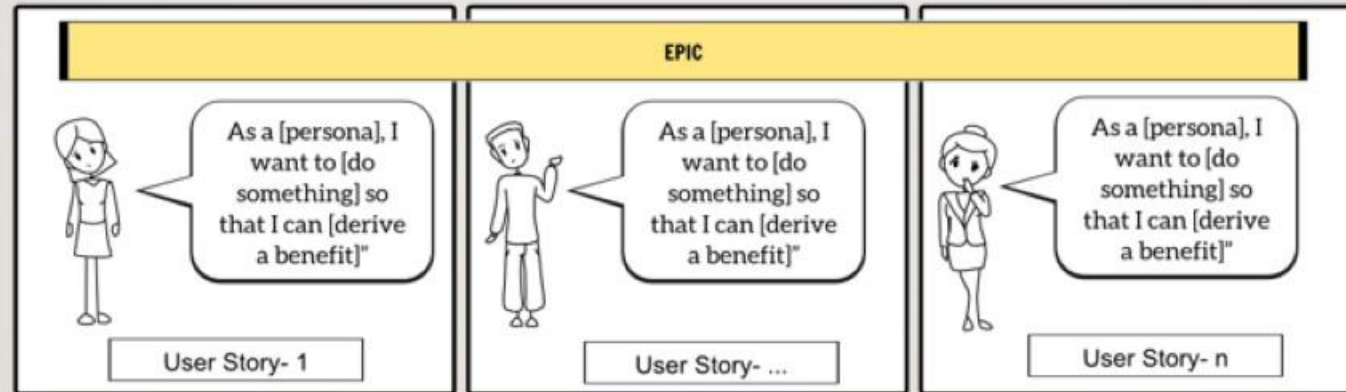 EPIC
As a [persona], I
want to [do
something] so
that I can [derive
a benefit]"
User Story- 1
As a [persona], I
want to [do
something] so
that I can [derive
a benefit]"
User Story- ...
As a [persona], I
want to [do
something] so
that I can [derive
a benefit]"
User Story- n